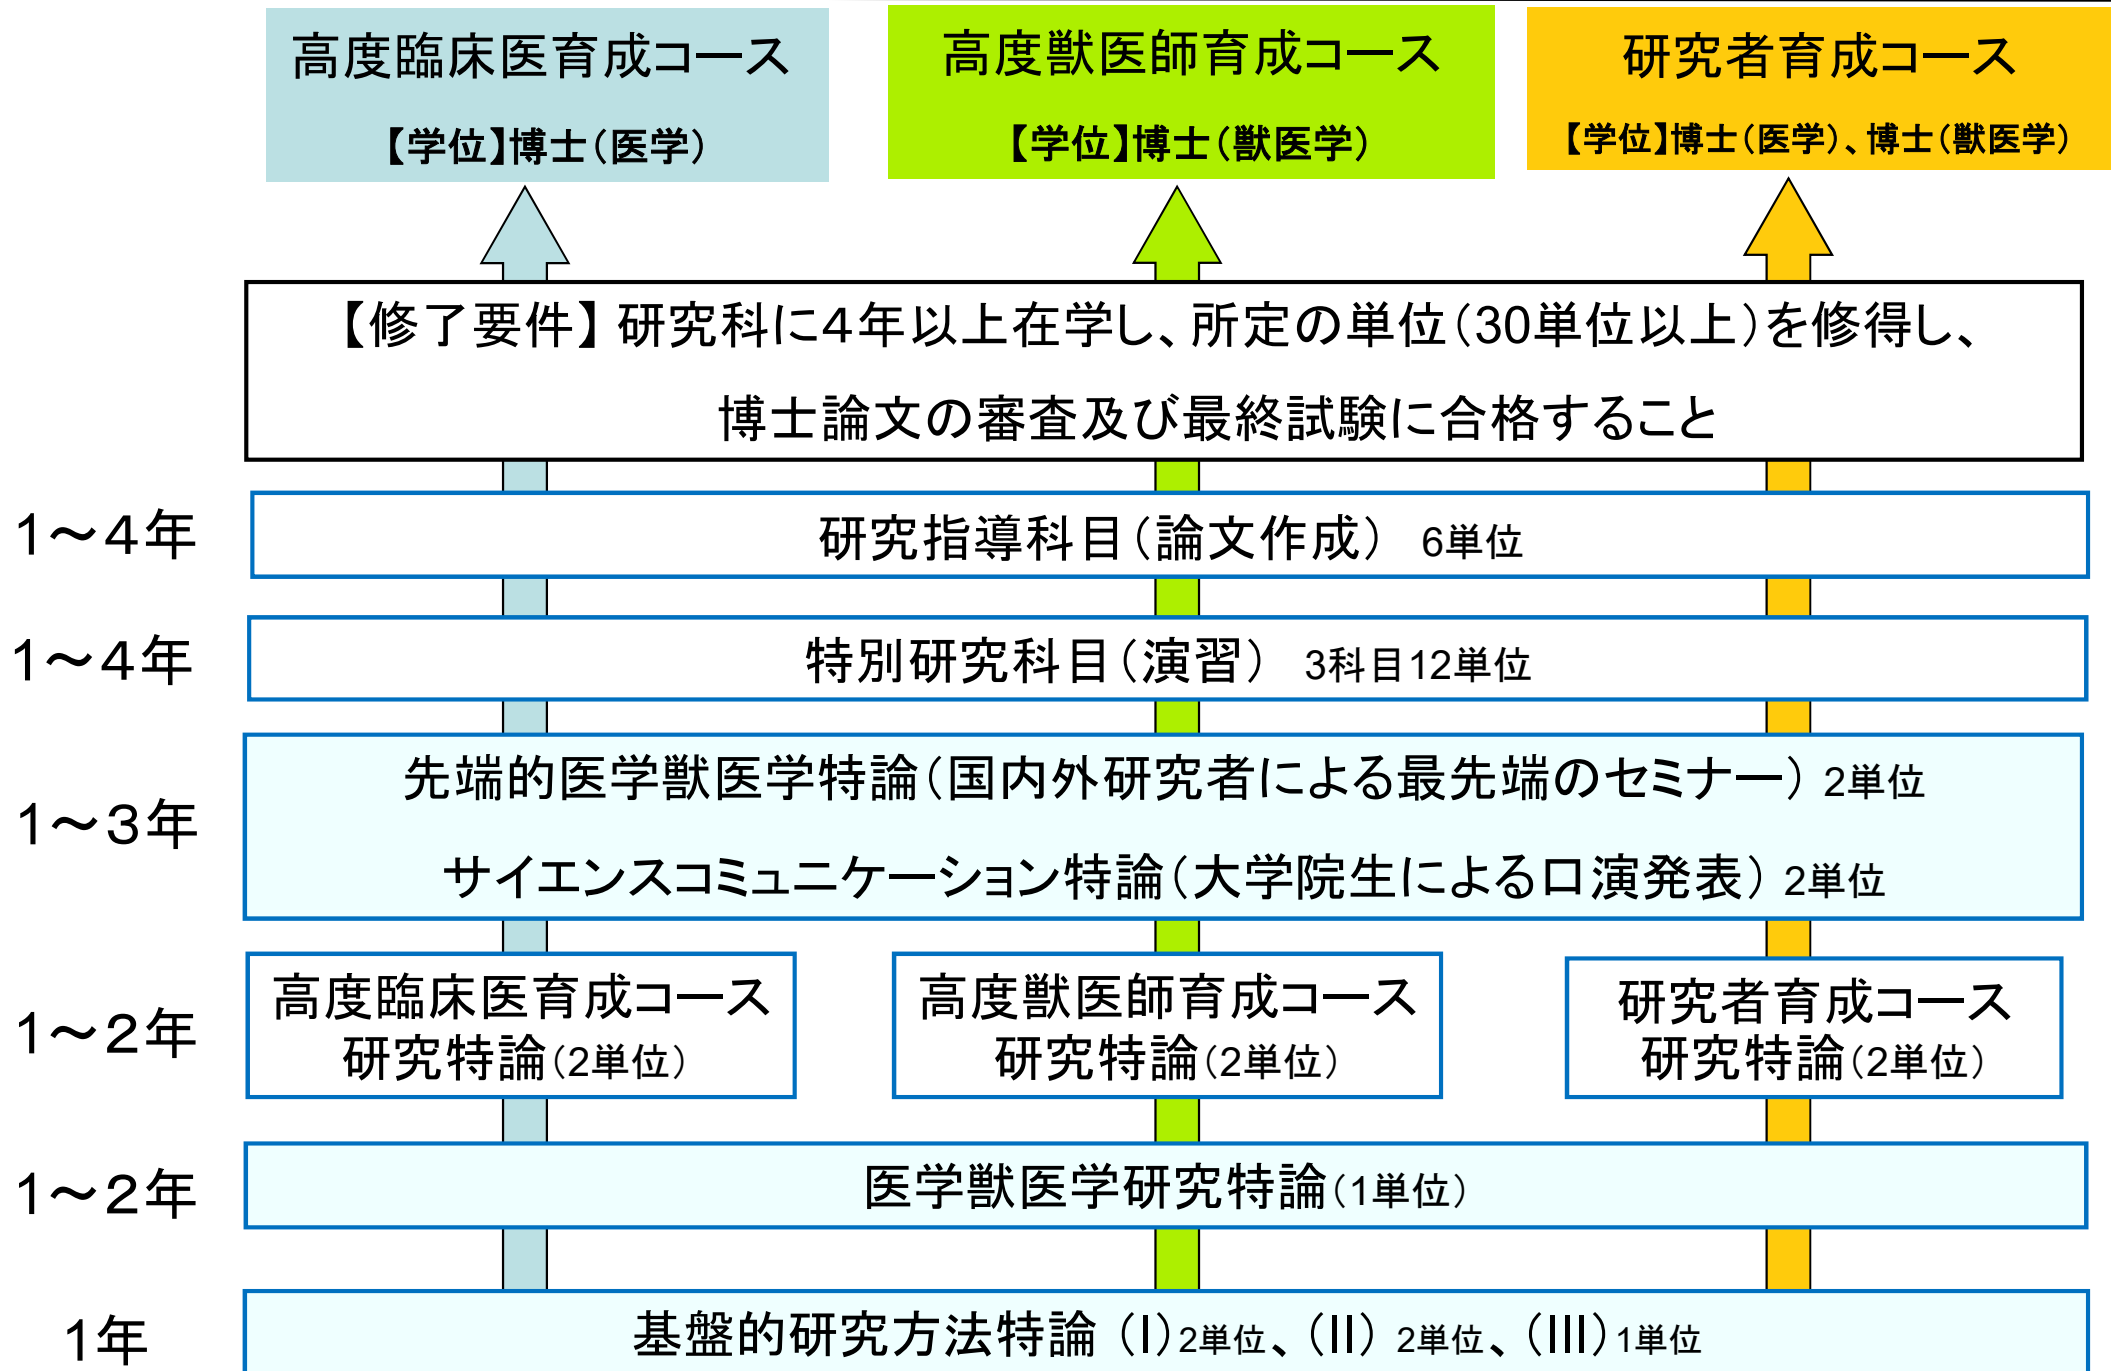 高度臨床医育成コース
【学位】博士（医学）
高度獣医師育成コース
【学位】博士（獣医学）
研究者育成コース
【学位】博士（医学）、博士（獣医学）
【修了要件】 研究科に４年以上在学し、所定の単位（30単位以上）を修得し、
博士論文の審査及び最終試験に合格すること
１～４年
研究指導科目（論文作成） 6単位
１～４年
特別研究科目（演習） 3科目12単位
１～３年
先端的医学獣医学特論（国内外研究者による最先端のセミナー） 2単位
サイエンスコミュニケーション特論（大学院生による口演発表） 2単位
１～２年
高度臨床医育成コース
研究特論（2単位）
高度獣医師育成コース
研究特論（2単位）
研究者育成コース
研究特論（2単位）
１～２年
医学獣医学研究特論（1単位）
１年
基盤的研究方法特論 （I）2単位、（II） 2単位、（III）1単位